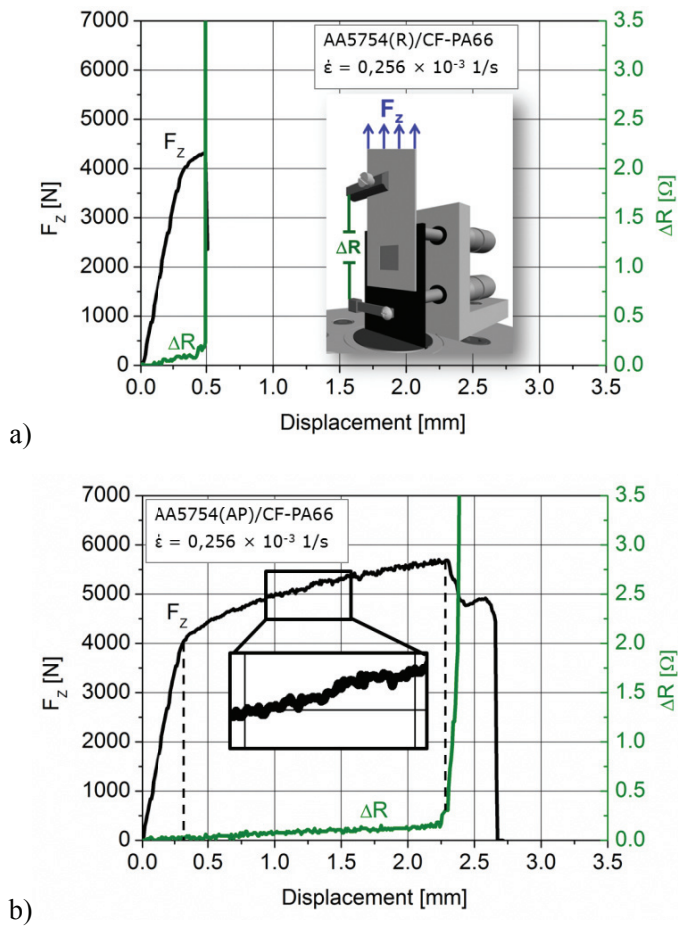 AA5754(R)/CF-PA66
ε̇ = 0,256 × 10⁻³ 1/s
F_z
ΔR
F_z
ΔR
7000
6000
5000
4000
3000
2000
1000
0
F_z [N]
3.5
3.0
2.5
2.0
1.5
1.0
0.5
0.0
ΔR [Ω]
0.0 0.5 1.0 1.5 2.0 2.5 3.0 3.5
Displacement [mm]
a)
AA5754(AP)/CF-PA66
ε̇ = 0,256 × 10⁻³ 1/s
F_z
ΔR
7000
6000
5000
4000
3000
2000
1000
0
F_z [N]
3.5
3.0
2.5
2.0
1.5
1.0
0.5
0.0
ΔR [Ω]
0.0 0.5 1.0 1.5 2.0 2.5 3.0 3.5
Displacement [mm]
b)